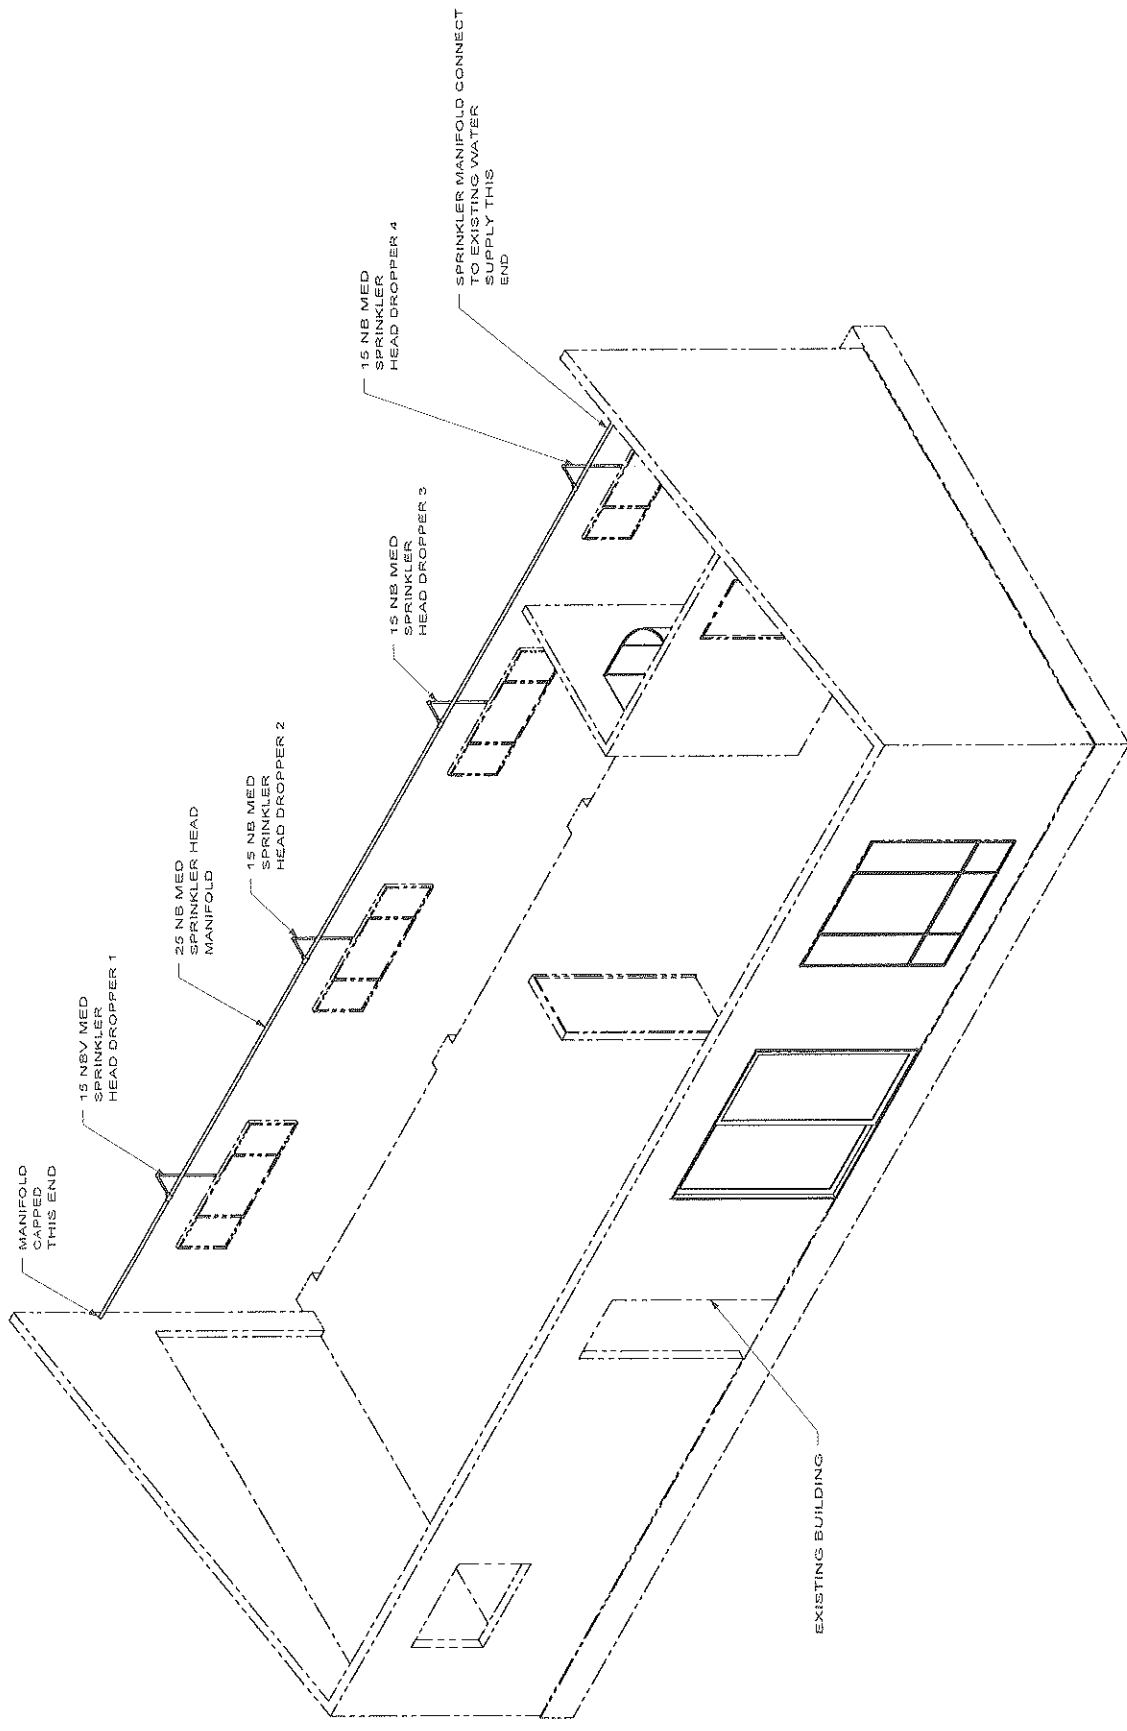 MANIFOLD
CAPPED
THIS END
15 NBV MED
SPRINKLER
HEAD DROPPER 1
25 NB MED
SPRINKLER HEAD
MANIFOLD
15 NB MED
SPRINKLER
HEAD DROPPER 2
15 NB MED
SPRINKLER
HEAD DROPPER 3
15 NB MED
SPRINKLER
HEAD DROPPER 4
SPRINKLER MANIFOLD CONNECT
TO EXISTING WATER
SUPPLY THIS
END
EXISTING BUILDING